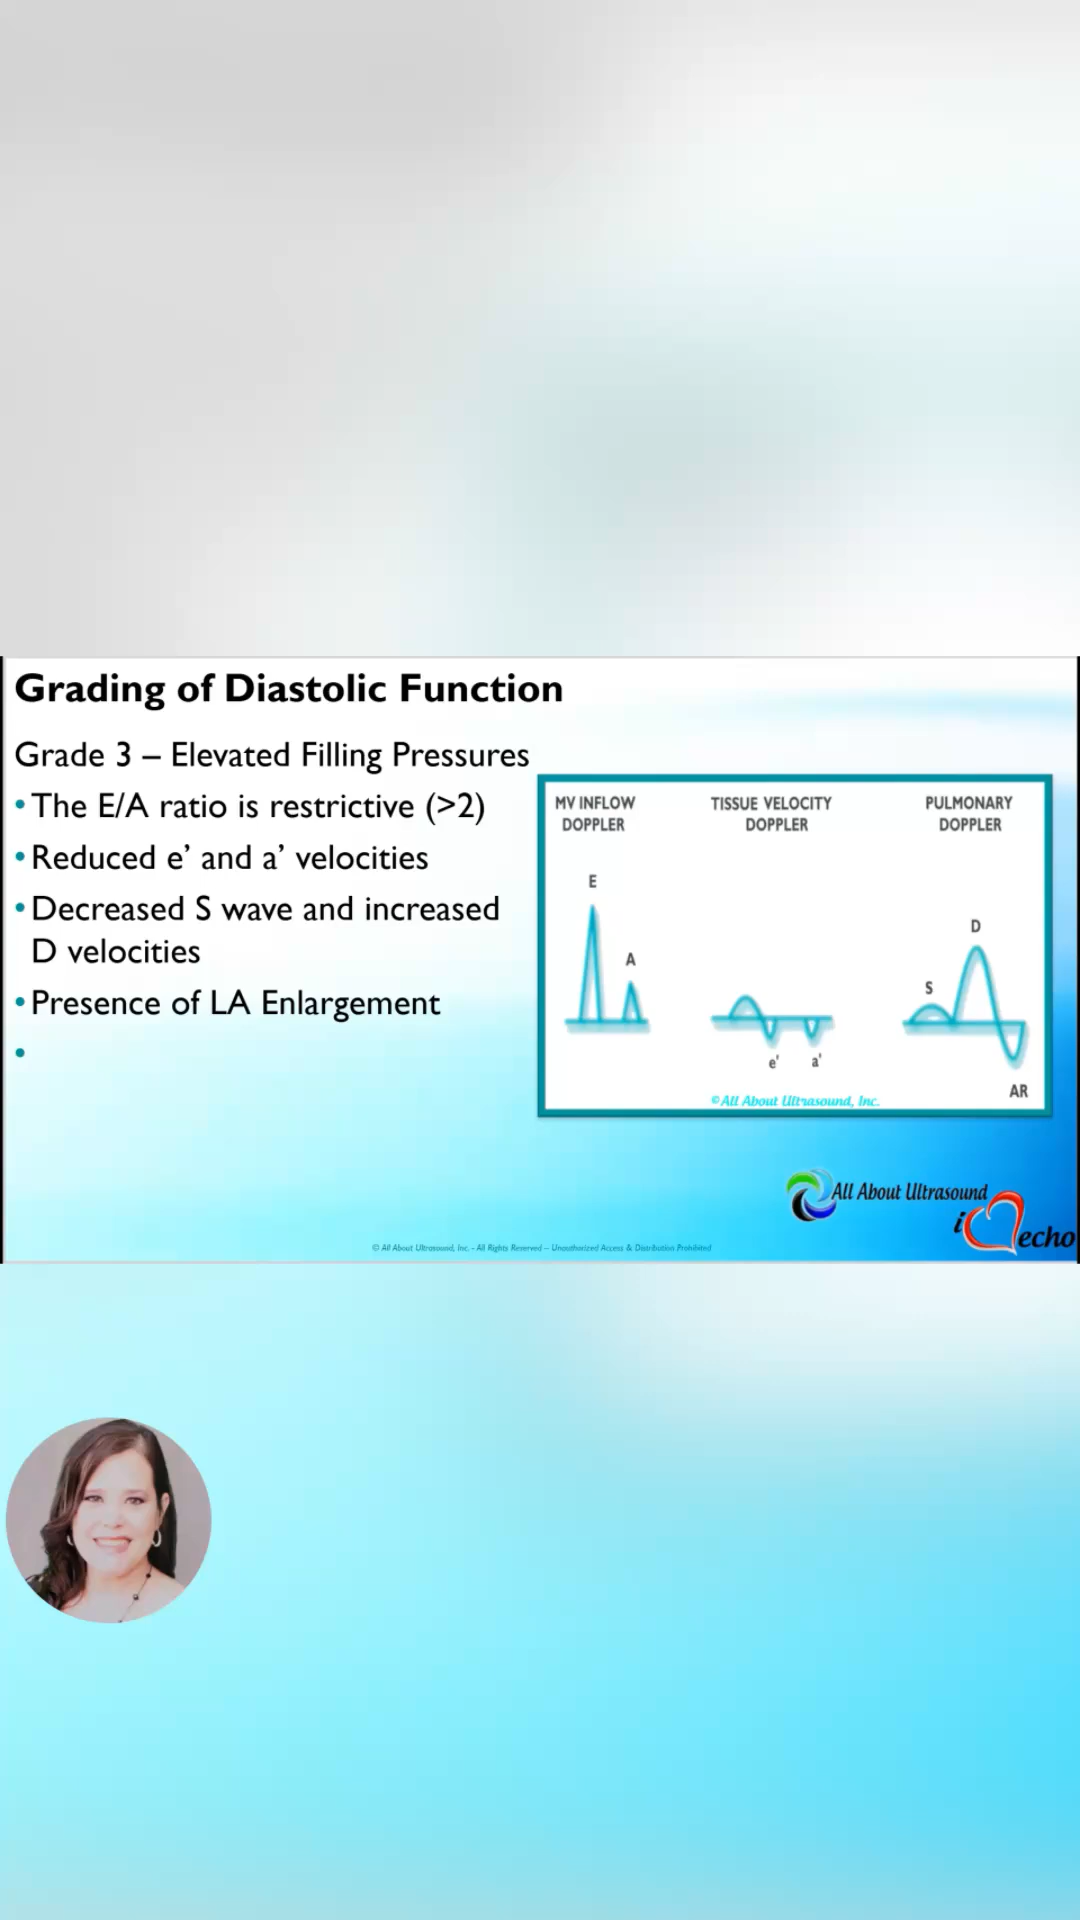 Grading of Diastolic Function
Grade 3 – Elevated Filling Pressures
• The E/A ratio is restrictive (>2)
• Reduced e’ and a’ velocities
• Decreased S wave and increased
D velocities
• Presence of LA Enlargement
•
MV INFLOW
DOPPLER
E
A
TISSUE VELOCITY
DOPPLER
e'
a'
PULMONARY
DOPPLER
S
D
AR
©All About Ultrasound, Inc.
All About Ultrasound
i echo
© All About Ultrasound, Inc. - All Rights Reserved – Unauthorized Access & Distribution Prohibited